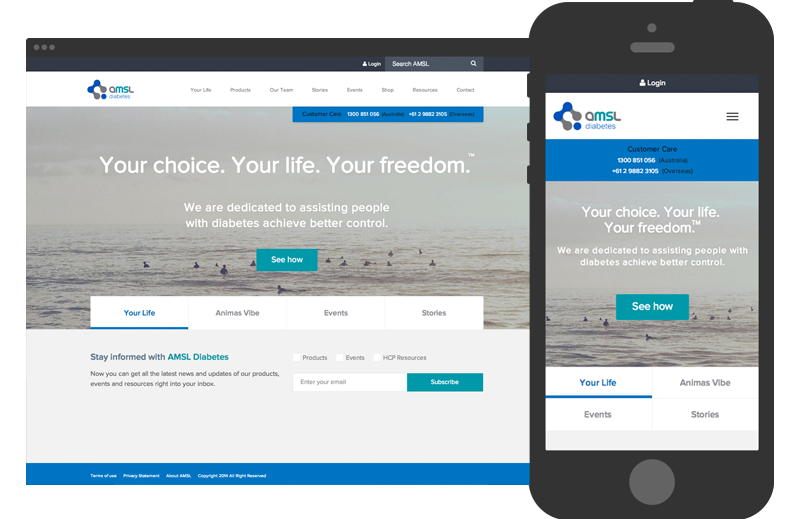 Login
Search AMSL
AMSL
diabetes
Your Life
Products
Our Team
Stories
Events
Shop
Resources
Contact
Customer Care 1300 851 056 (Australia) +61 2 9882 3105 (Overseas)
Your choice. Your life. Your freedom.™
We are dedicated to assisting people
with diabetes achieve better control.
See how
Your Life
Animas Vibe
Events
Stories
Stay informed with AMSL Diabetes
Now you can get all the latest news and updates of our products,
events and resources right into your inbox.
Products
Events
HCP Resources
Enter your email
Subscribe
Terms of use
Privacy Statement
About AMSL
Copyright 2014 All Right Reserved
Login
AMSL
diabetes
Customer Care
1300 851 056 (Australia)
+61 2 9882 3105 (Overseas)
Your choice. Your life.
Your freedom.™
We are dedicated to assisting people with
diabetes achieve better control.
See how
Your Life
Animas Vibe
Events
Stories